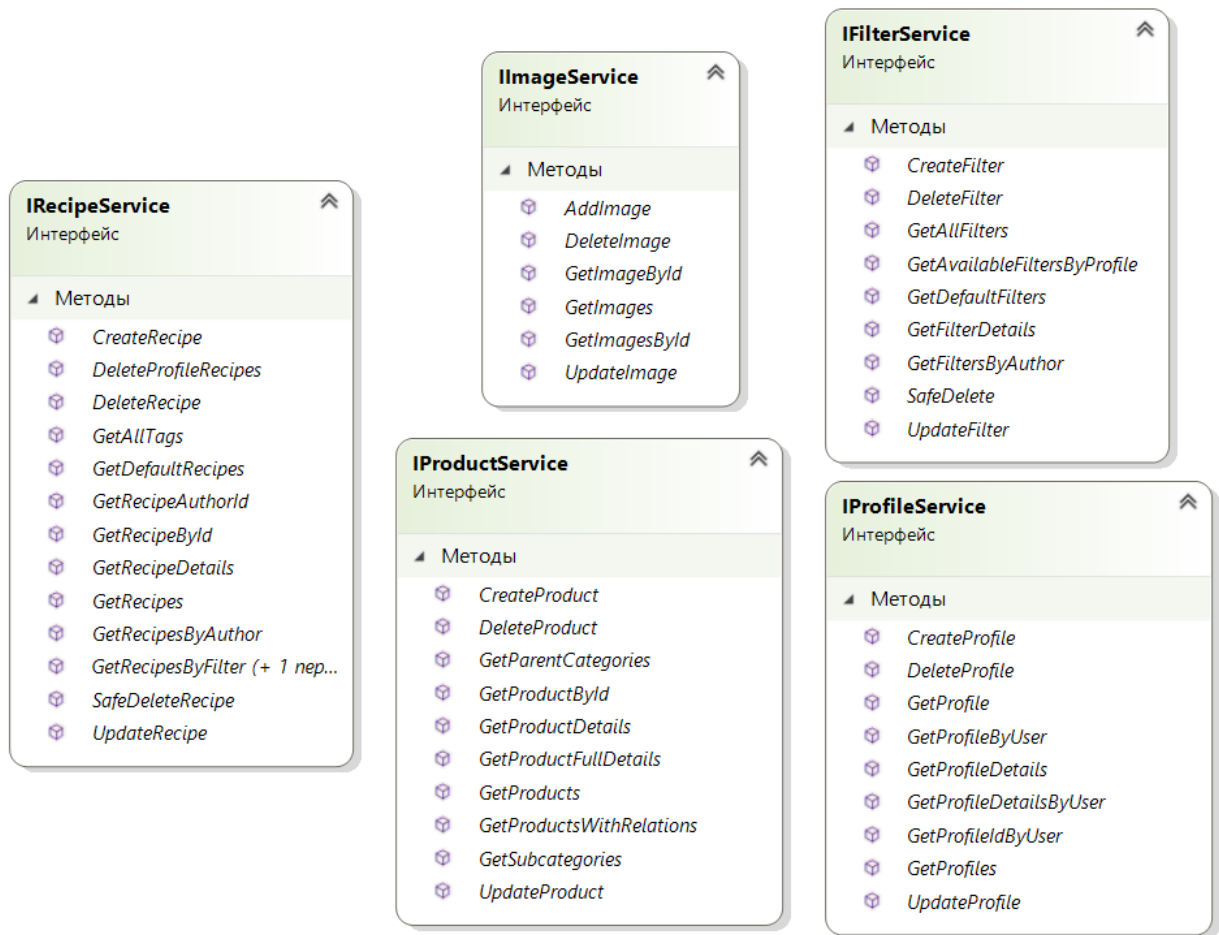 IRecipeService
Интерфейс
Методы
CreateRecipe
DeleteProfileRecipes
DeleteRecipe
GetAllTags
GetDefaultRecipes
GetRecipeAuthorId
GetRecipeById
GetRecipeDetails
GetRecipes
GetRecipesByAuthor
GetRecipesByFilter (+ 1 пер...
SafeDeleteRecipe
UpdateRecipe
IImageService
Интерфейс
Методы
AddImage
DeleteImage
GetImageById
GetImages
GetImagesById
UpdateImage
IProductService
Интерфейс
Методы
CreateProduct
DeleteProduct
GetParentCategories
GetProductById
GetProductDetails
GetProductFullDetails
GetProducts
GetProductsWithRelations
GetSubcategories
UpdateProduct
IFilterService
Интерфейс
Методы
CreateFilter
DeleteFilter
GetAllFilters
GetAvailableFiltersByProfile
GetDefaultFilters
GetFilterDetails
GetFiltersByAuthor
SafeDelete
UpdateFilter
IProfileService
Интерфейс
Методы
CreateProfile
DeleteProfile
GetProfile
GetProfileByUser
GetProfileDetails
GetProfileDetailsByUser
GetProfileIdByUser
GetProfiles
UpdateProfile